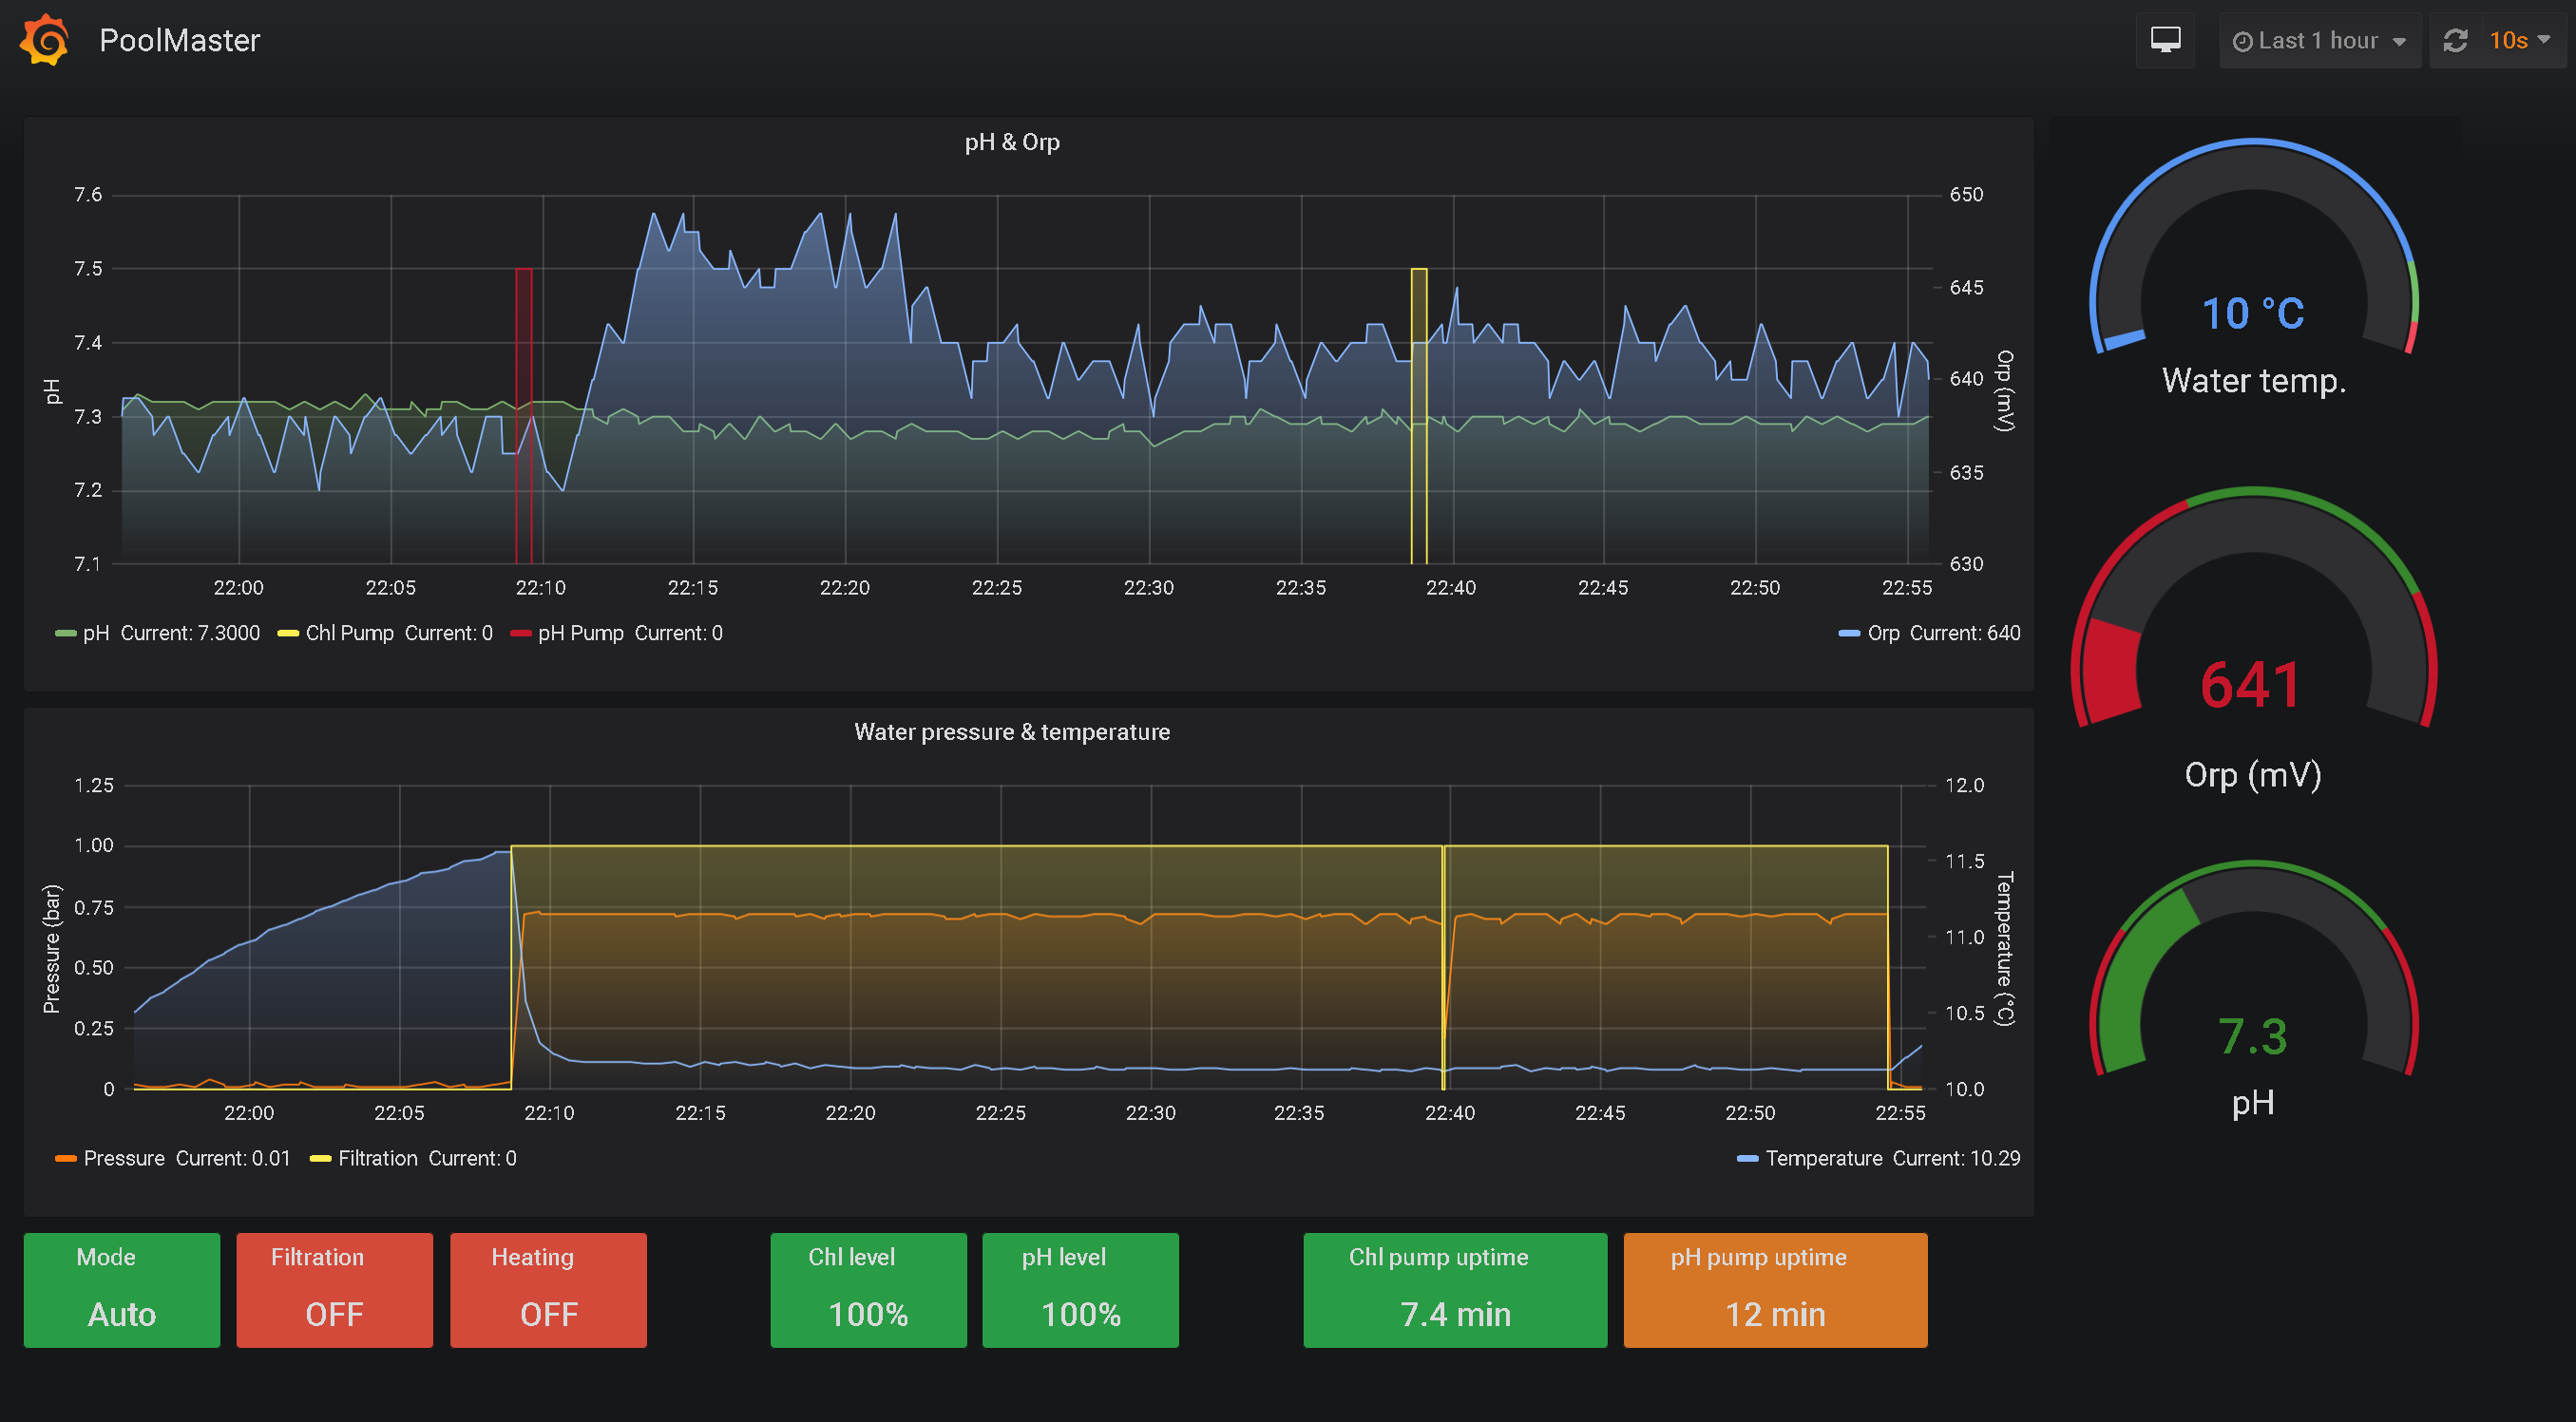 PoolMaster
Last 1 hour
10s
pH & Orp
7.6
7.5
7.4
7.3
7.2
7.1
pH
650
645
640
635
630
Orp (mV)
22:00 22:05 22:10 22:15 22:20 22:25 22:30 22:35 22:40 22:45 22:50 22:55
pH Current: 7.3000 Chl Pump Current: 0 pH Pump Current: 0 Orp Current: 640
Water pressure & temperature
1.25
1.00
0.75
0.50
0.25
0
Pressure (bar)
12.0
11.5
11.0
10.5
10.0
Temperature (°C)
22:00 22:05 22:10 22:15 22:20 22:25 22:30 22:35 22:40 22:45 22:50 22:55
Pressure Current: 0.01 Filtration Current: 0 Temperature Current: 10.29
10 °C
Water temp.
641
Orp (mV)
7.3
pH
Mode
Auto
Filtration
OFF
Heating
OFF
Chl level
100%
pH level
100%
Chl pump uptime
7.4 min
pH pump uptime
12 min